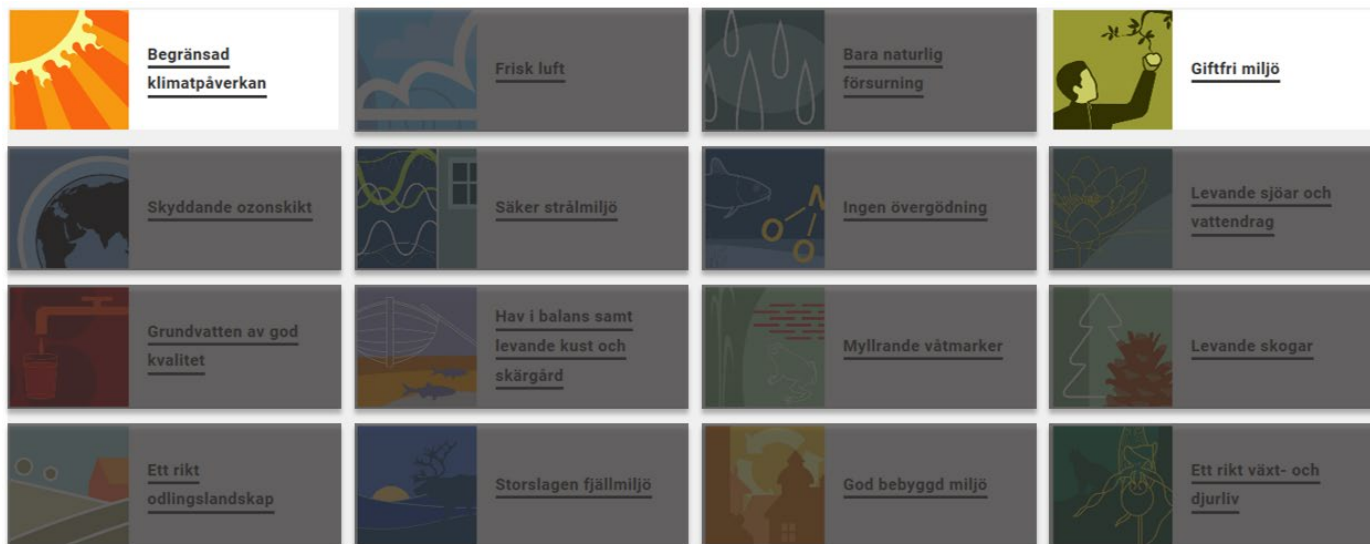 Begränsad
klimatpåverkan
Frisk luft
Bara naturlig
försurning
Giftfri miljö
Skyddande ozonskikt
Säker strålmiljö
N
O
O
Ingen övergödning
Levande sjöar och
vattendrag
Grundvatten av god
kvalitet
Hav i balans samt
levande kust och
skärgård
Myllrande våtmarker
Levande skogar
Ett rikt
odlingslandskap
Storslagen fjällmiljö
God bebyggd miljö
Ett rikt växt- och
djurliv